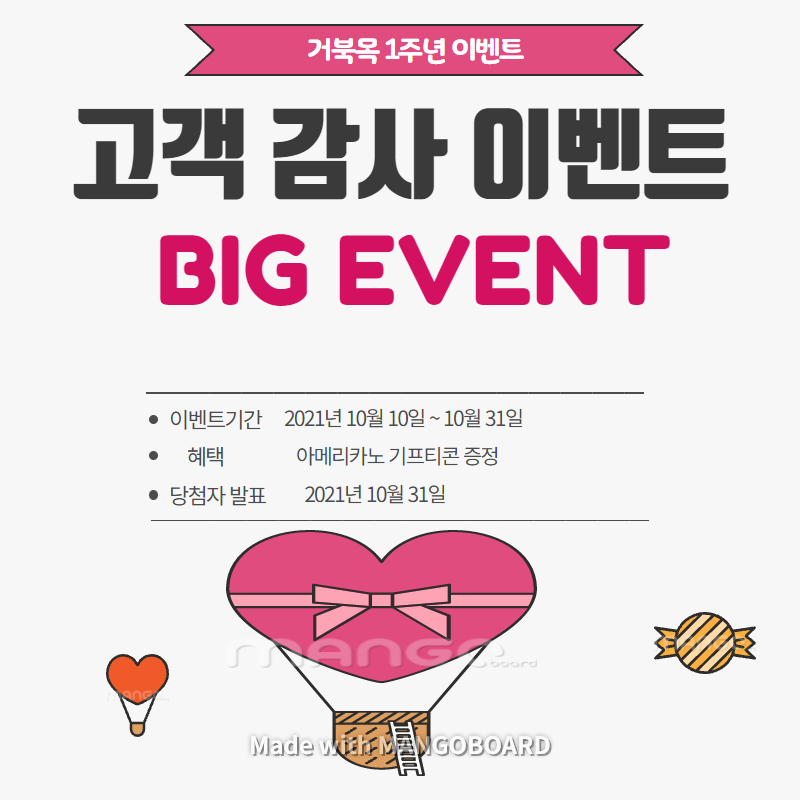 거북목 1주년 이벤트
고객 감사 이벤트
BIG EVENT
• 이벤트기간 2021년 10월 10일 ~ 10월 31일
• 혜택 아메리카노 기프티콘 증정
• 당첨자 발표 2021년 10월 31일
mangoboard
Made with MANGOBOARD